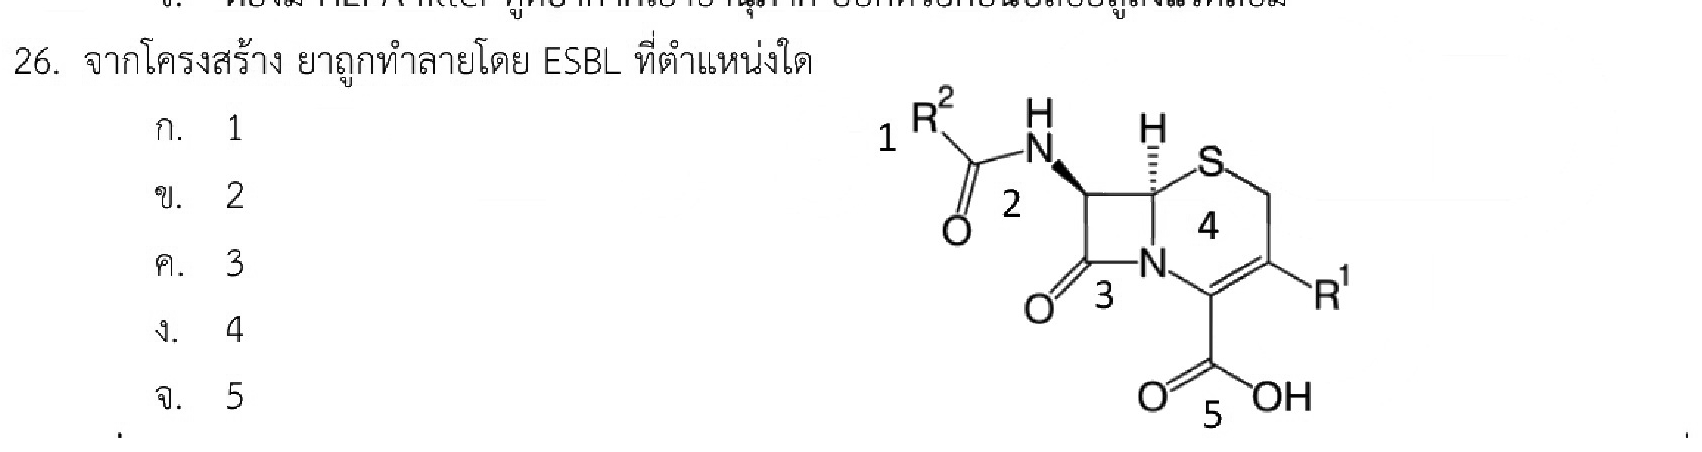 26. จากโครงสร้าง ยาถูกทำลายโดย ESBL ที่ตำแหน่งใด
ก. 1
ข. 2
ค. 3
ง. 4
จ. 5
1 R² H H
N S
2
O 4
N
O 3 R¹
O OH
5